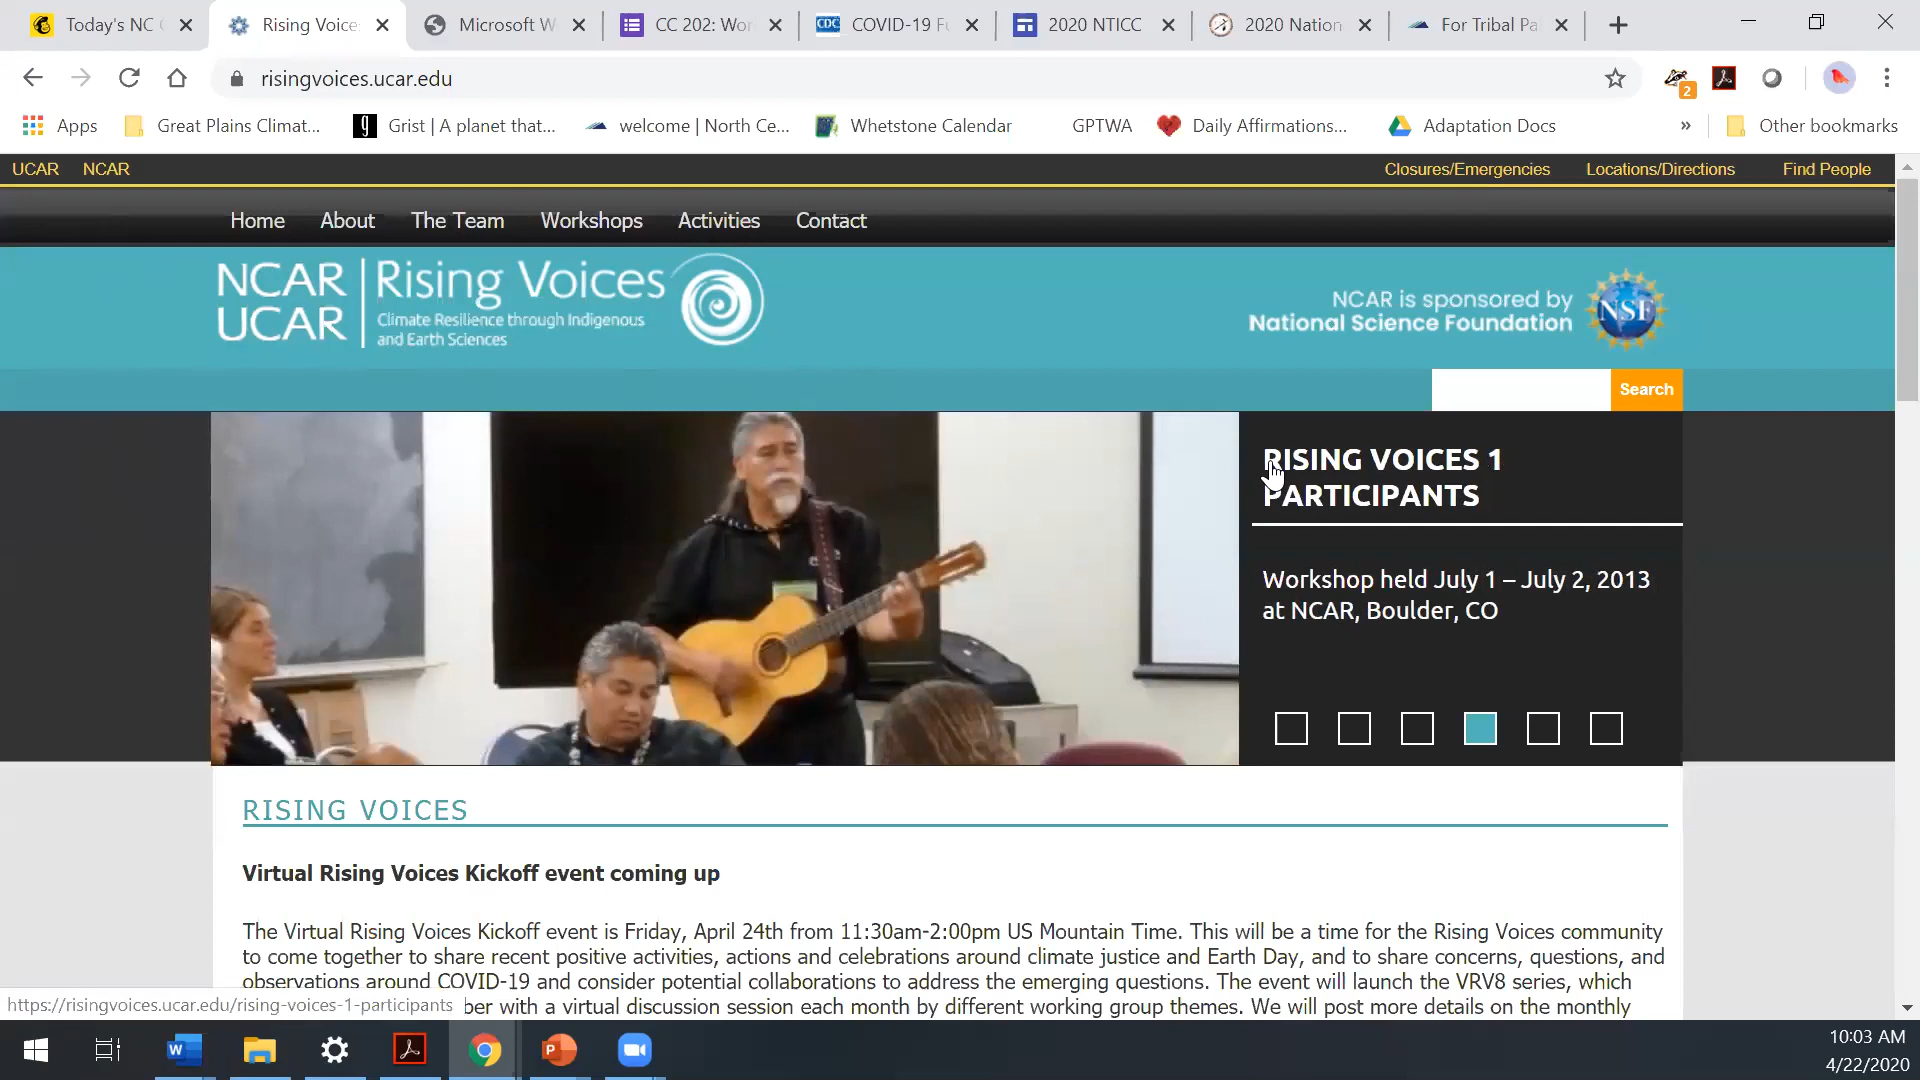 Today's NC
Rising Voice
Microsoft W
CC 202: Wor
COVID-19 Fu
2020 NTICC
2020 Nation
For Tribal Pa
risingvoices.ucar.edu
2
Apps
Great Plains Climat...
Grist | A planet that...
welcome | North Ce...
Whetstone Calendar
GPTWA
Daily Affirmations...
Adaptation Docs
»
Other bookmarks
UCAR NCAR
Closures/Emergencies Locations/Directions Find People
Home About The Team Workshops Activities Contact
NCAR
UCAR
Rising Voices
Climate Resilience through Indigenous
and Earth Sciences
NCAR is sponsored by
National Science Foundation
NSF
Search
RISING VOICES 1
PARTICIPANTS
Workshop held July 1 – July 2, 2013
at NCAR, Boulder, CO
RISING VOICES
Virtual Rising Voices Kickoff event coming up
The Virtual Rising Voices Kickoff event is Friday, April 24th from 11:30am-2:00pm US Mountain Time. This will be a time for the Rising Voices community
to come together to share recent positive activities, actions and celebrations around climate justice and Earth Day, and to share concerns, questions, and
observations around COVID-19 and consider potential collaborations to address the emerging questions. The event will launch the VRV8 series, which
ber with a virtual discussion session each month by different working group themes. We will post more details on the monthly
https://risingvoices.ucar.edu/rising-voices-1-participants
10:03 AM
4/22/2020